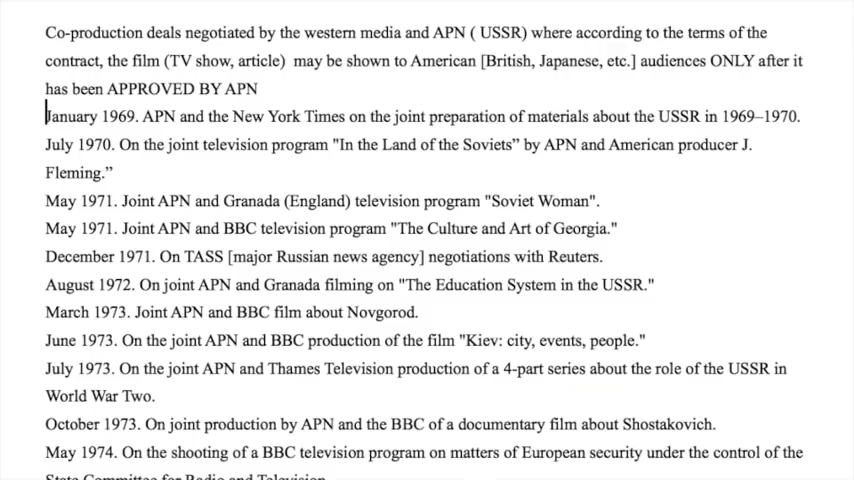 Co-production deals negotiated by the western media and APN ( USSR) where according to the terms of the
contract, the film (TV show, article)  may be shown to American [British, Japanese, etc.] audiences ONLY after it
has been APPROVED BY APN
January 1969. APN and the New York Times on the joint preparation of materials about the USSR in 1969–1970.
July 1970. On the joint television program "In the Land of the Soviets” by APN and American producer J.
Fleming.”
May 1971. Joint APN and Granada (England) television program "Soviet Woman".
May 1971. Joint APN and BBC television program "The Culture and Art of Georgia."
December 1971. On TASS [major Russian news agency] negotiations with Reuters.
August 1972. On joint APN and Granada filming on "The Education System in the USSR."
March 1973. Joint APN and BBC film about Novgorod.
June 1973. On the joint APN and BBC production of the film "Kiev: city, events, people."
July 1973. On the joint APN and Thames Television production of a 4-part series about the role of the USSR in
World War Two.
October 1973. On joint production by APN and the BBC of a documentary film about Shostakovich.
May 1974. On the shooting of a BBC television program on matters of European security under the control of the
State Committee for Radio and Television